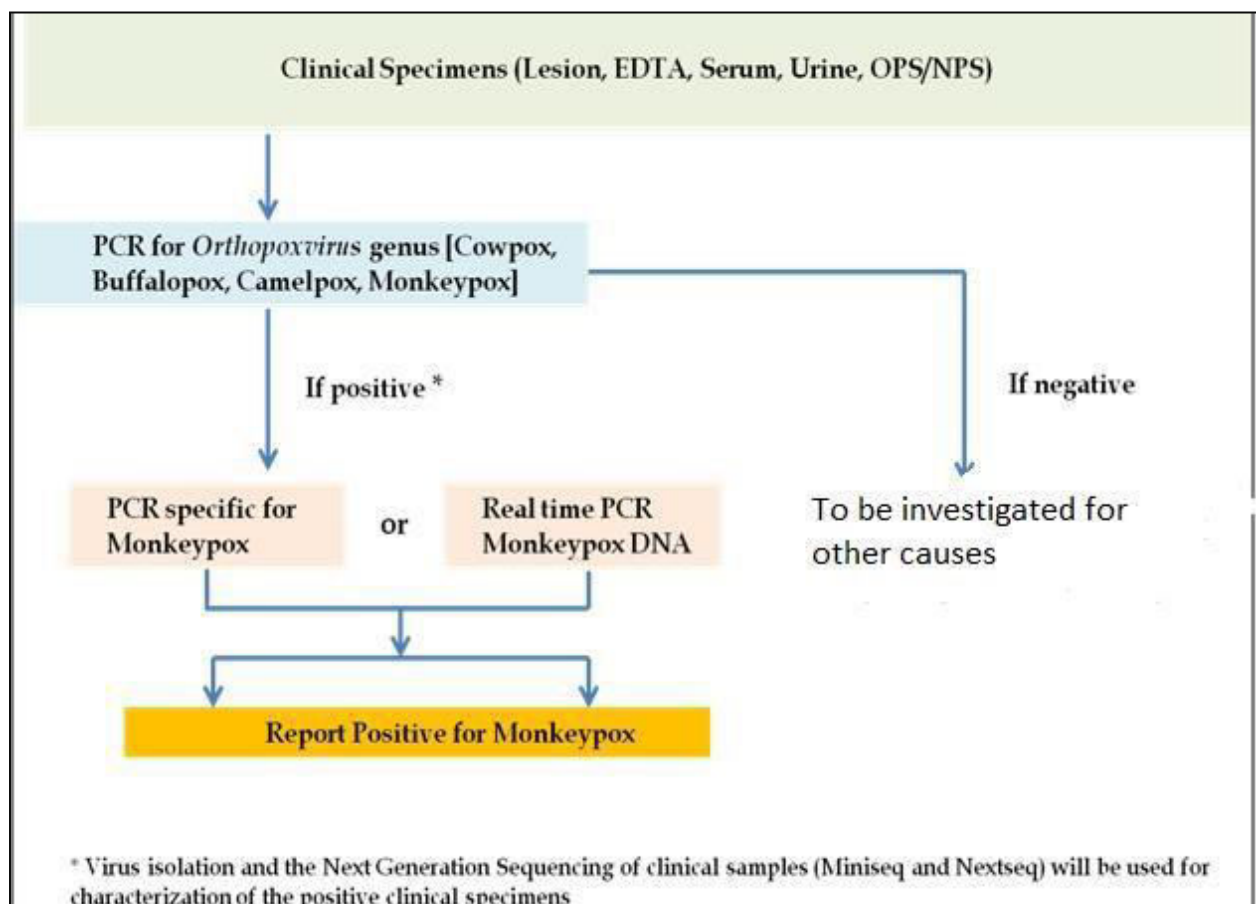 Clinical Specimens (Lesion, EDTA, Serum, Urine, OPS/NPS)
PCR for Orthopoxvirus genus [Cowpox,
Buffalopox, Camelpox, Monkeypox]
If positive *
If negative
PCR specific for
Monkeypox
or
Real time PCR
Monkeypox DNA
To be investigated for
other causes
Report Positive for Monkeypox
* Virus isolation and the Next Generation Sequencing of clinical samples (Miniseq and Nextseq) will be used for
characterization of the positive clinical specimens